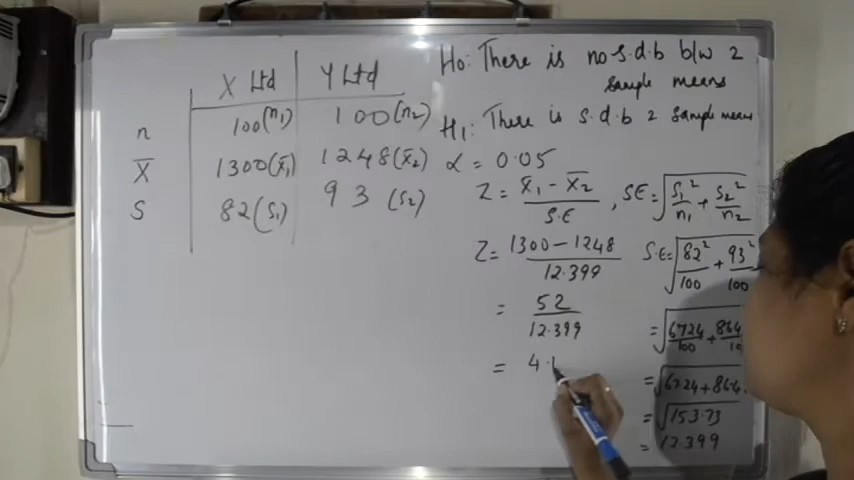 X Ltd Y Ltd
n 100(n1) 100(n2)
X̅ 1300(x̅1) 1248(x̅2)
S 82(S1) 93(S2)
Ho: There is no s.d.b b/w 2
sample means
H1: There is s.d.b 2 sample means
α = 0.05
Z = x̅1 - x̅2 / S.E , SE = √ s1²/n1 + s2²/n2
Z = 1300 - 1248 / 12.399 S.E = √ 82²/100 + 93²/100
= 52 / 12.399 = √ 6724/100 +
= 4. = √ 67.24 + 86.4
= √ 153.73
= 12.399